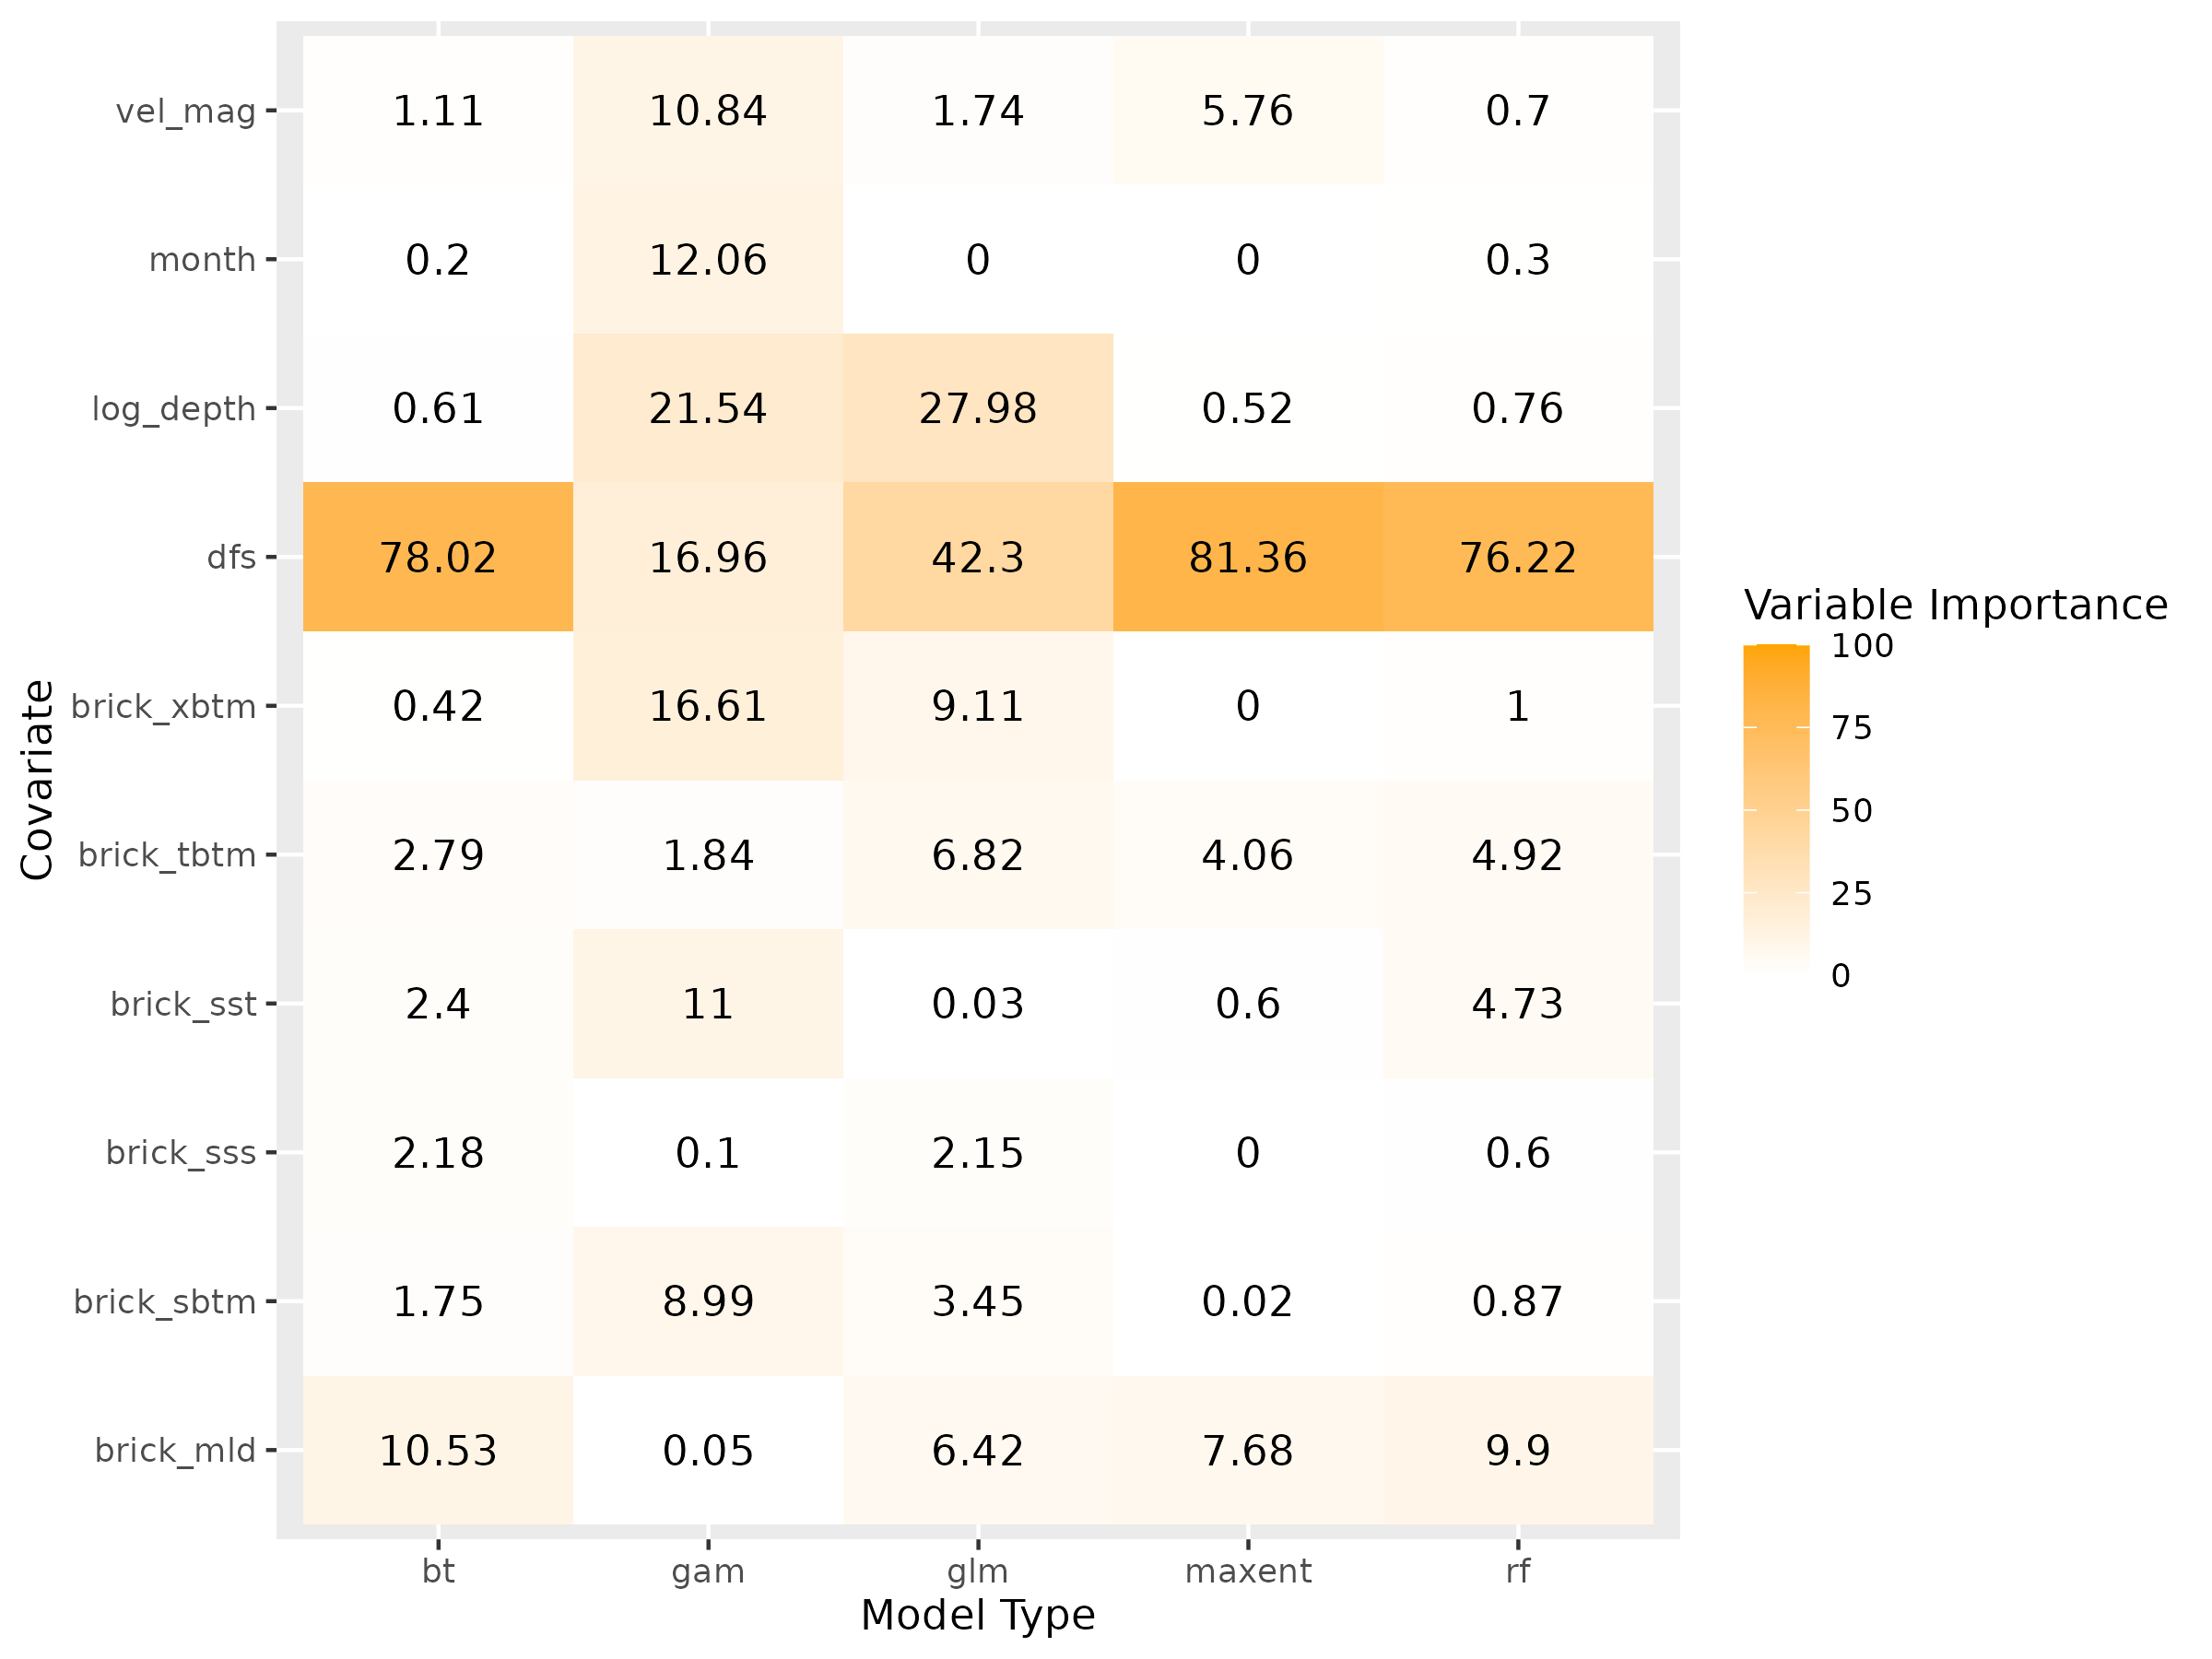 vel_mag 1.11 10.84 1.74 5.76 0.7
month 0.2 12.06 0 0 0.3
log_depth 0.61 21.54 27.98 0.52 0.76
dfs 78.02 16.96 42.3 81.36 76.22
brick_xbtm 0.42 16.61 9.11 0 1
brick_tbtm 2.79 1.84 6.82 4.06 4.92
brick_sst 2.4 11 0.03 0.6 4.73
brick_sss 2.18 0.1 2.15 0 0.6
brick_sbtm 1.75 8.99 3.45 0.02 0.87
brick_mld 10.53 0.05 6.42 7.68 9.9
bt gam glm maxent rf
Model Type
Covariate
Variable Importance
100
75
50
25
0